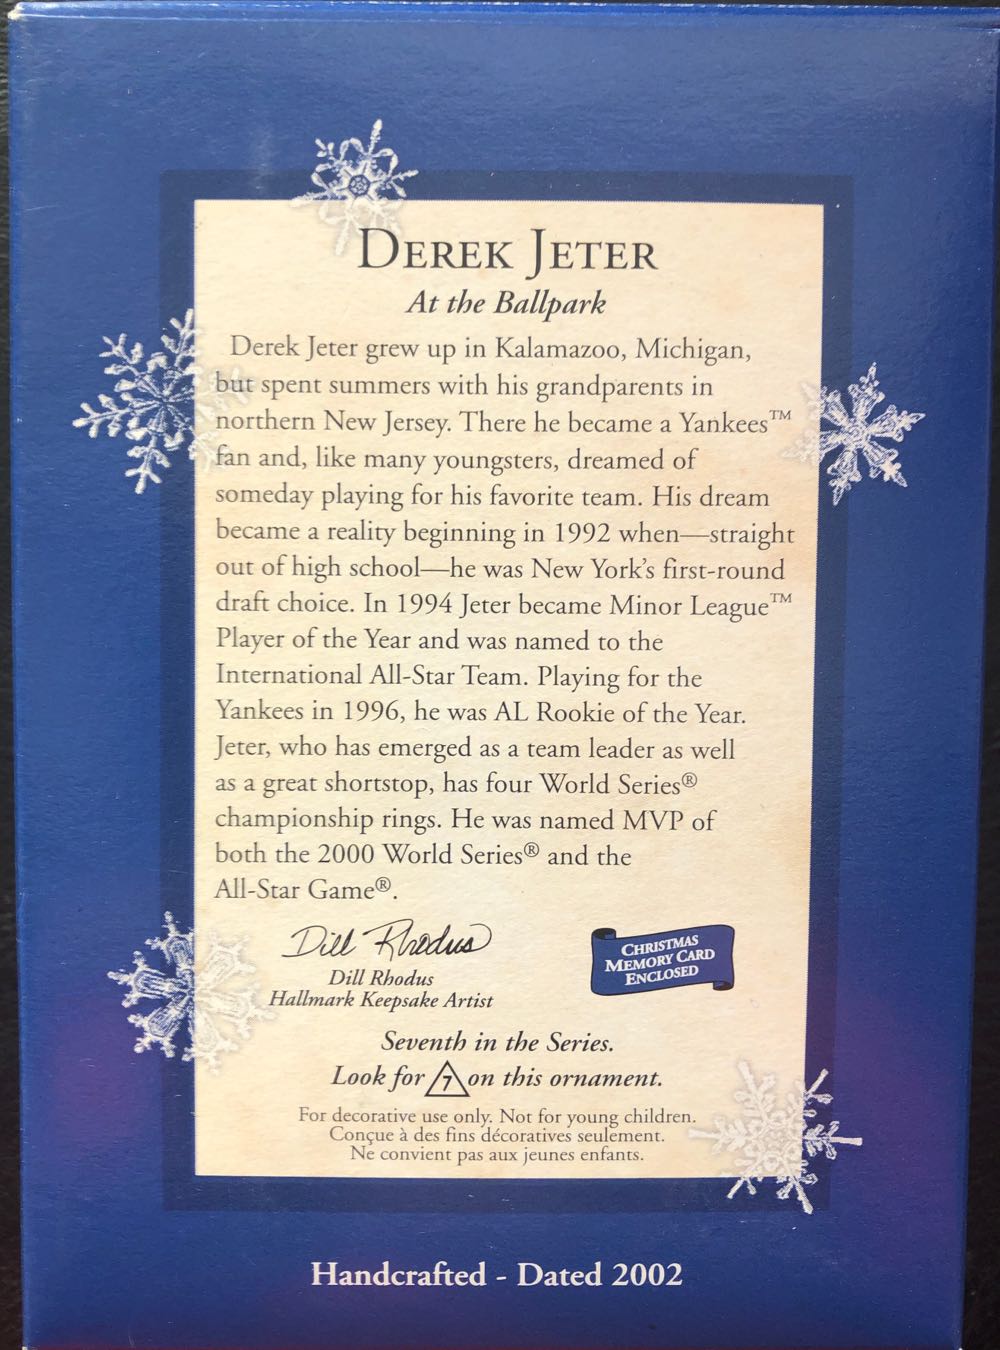 DEREK JETER
At the Ballpark
Derek Jeter grew up in Kalamazoo, Michigan,
but spent summers with his grandparents in
northern New Jersey. There he became a Yankees™
fan and, like many youngsters, dreamed of
someday playing for his favorite team. His dream
became a reality beginning in 1992 when—straight
out of high school—he was New York's first-round
draft choice. In 1994 Jeter became Minor League™
Player of the Year and was named to the
International All-Star Team. Playing for the
Yankees in 1996, he was AL Rookie of the Year.
Jeter, who has emerged as a team leader as well
as a great shortstop, has four World Series®
championship rings. He was named MVP of
both the 2000 World Series® and the
All-Star Game®.
Dill Rhodus
Dill Rhodus
Hallmark Keepsake Artist
CHRISTMAS
MEMORY CARD
ENCLOSED
Seventh in the Series.
Look for 7 on this ornament.
For decorative use only. Not for young children.
Conçue à des fins décoratives seulement.
Ne convient pas aux jeunes enfants.
Handcrafted - Dated 2002